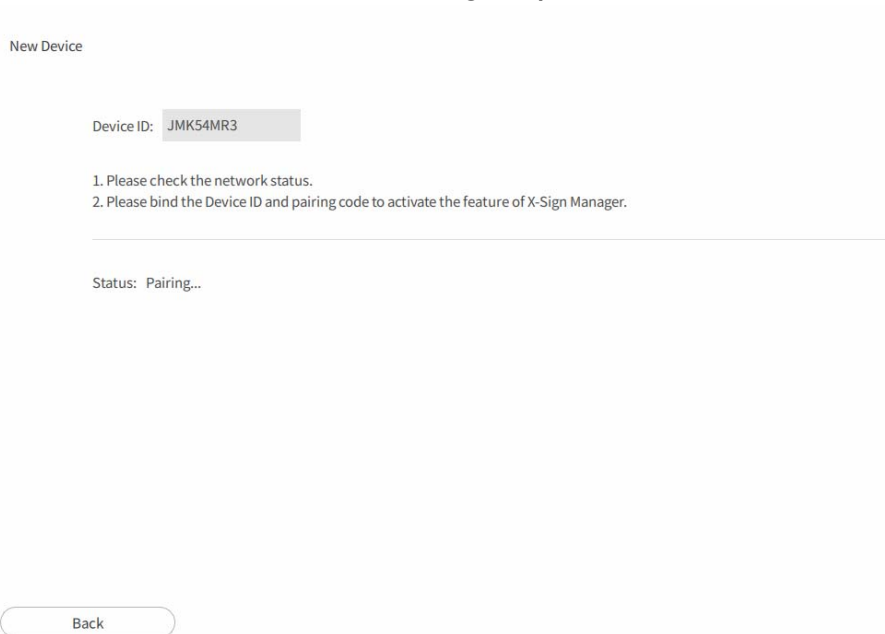 New Device
Device ID: JMK54MR3
1. Please check the network status.
2. Please bind the Device ID and pairing code to activate the feature of X-Sign Manager.
Status: Pairing...
Back